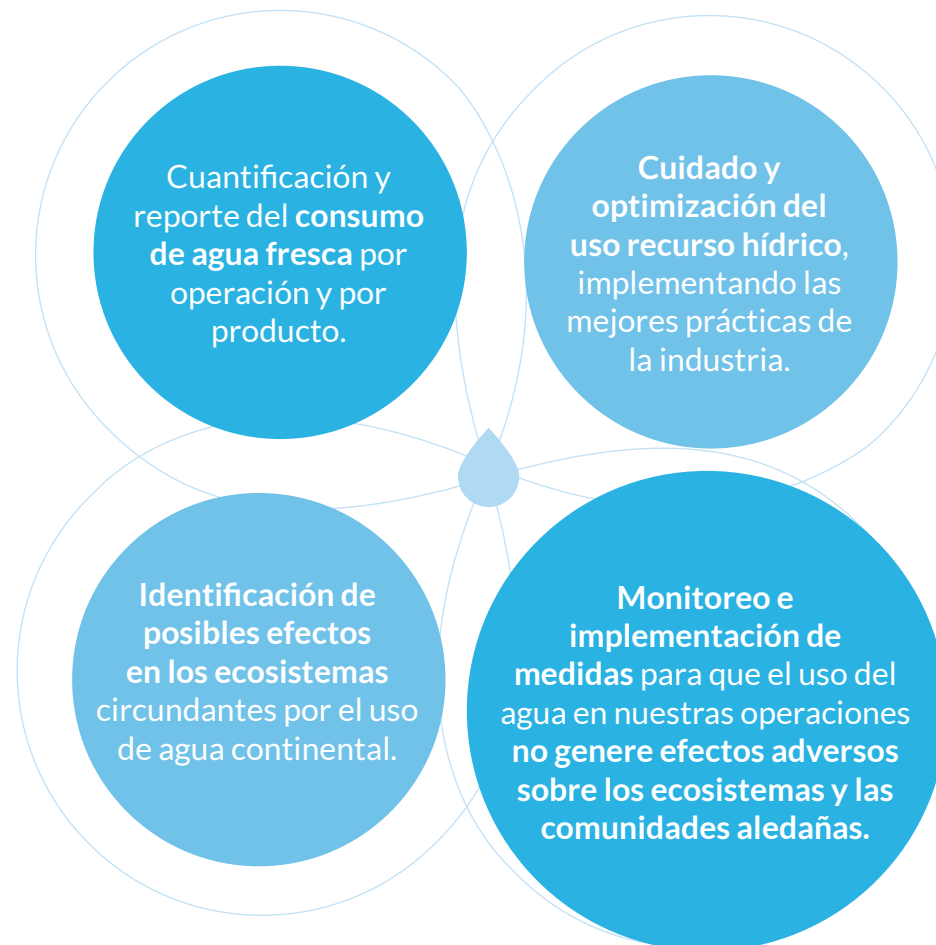 Cuantificación y
reporte del consumo
de agua fresca por
operación y por
producto.
Cuidado y
optimización del
uso recurso hídrico,
implementando las
mejores prácticas de
la industria.
Identificación de
posibles efectos
en los ecosistemas
circundantes por el uso
de agua continental.
Monitoreo e
implementación de
medidas para que el uso del
agua en nuestras operaciones
no genere efectos adversos
sobre los ecosistemas y las
comunidades aledañas.